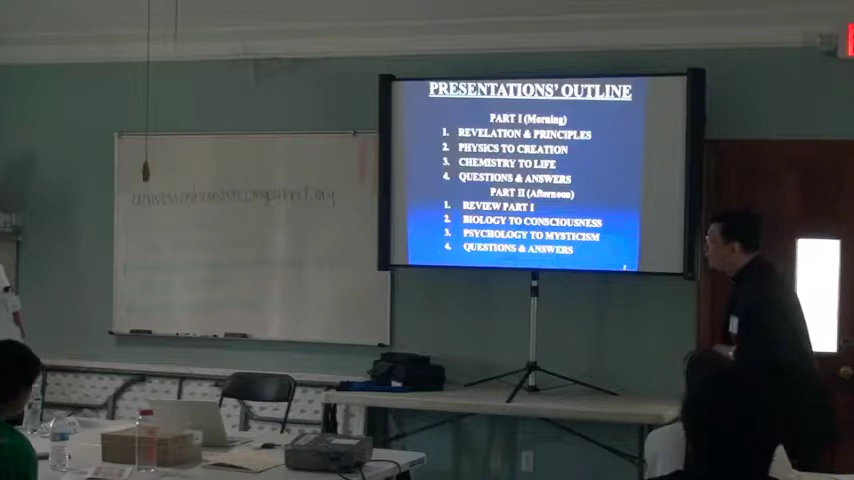 PRESENTATIONS' OUTLINE
PART I (Morning)
1. REVELATION & PRINCIPLES
2. PHYSICS TO CREATION
3. CHEMISTRY TO LIFE
4. QUESTIONS & ANSWERS
PART II (Afternoon)
1. REVIEW PART I
2. BIOLOGY TO CONSCIOUSNESS
3. PSYCHOLOGY TO MYSTICISM
4. QUESTIONS & ANSWERS
2